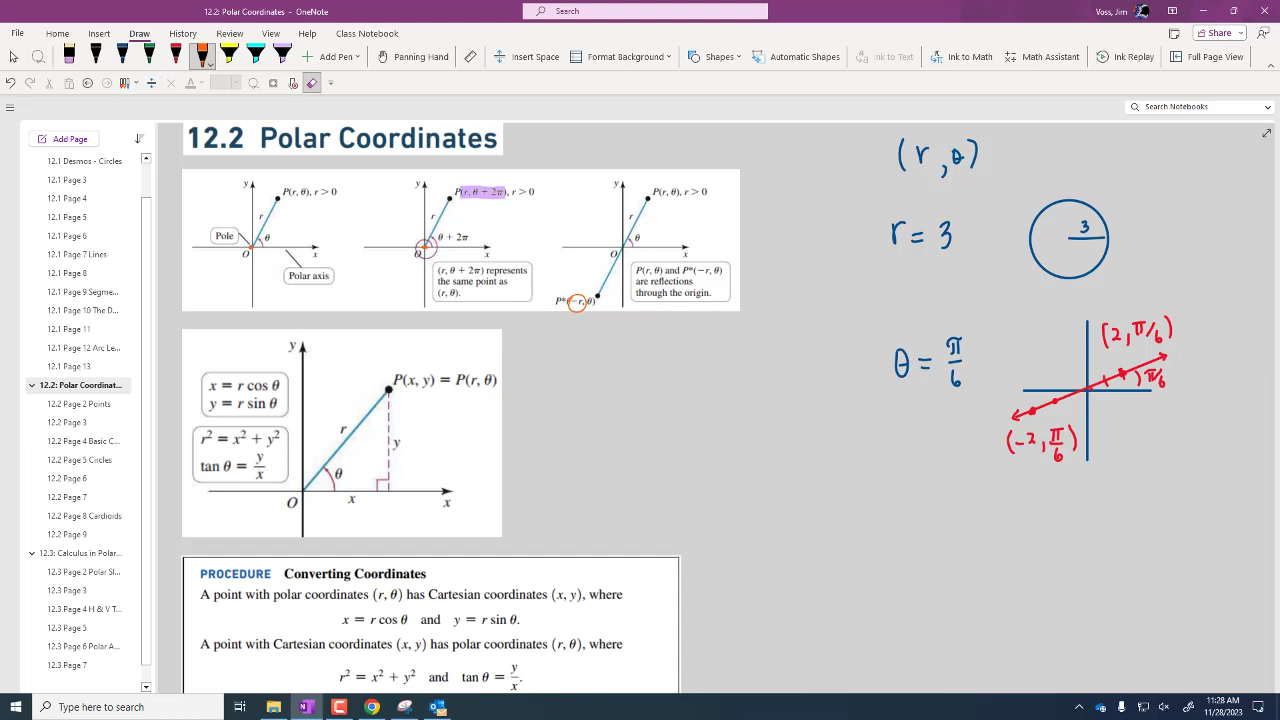 12.2: Polar Coordinates - OneNote
Search
Voss, Jim
File
Home
Insert
Draw
History
Review
View
Help
Class Notebook
Share
Panning Hand
Insert Space
Shapes
Automatic Shapes
Ink to Text
Ink to Shape
Ink to Math
Math Assistant
Ink Replay
Full Page View
Search Notebooks
Add Page
12.1 Desmos - Circles
12.1 Page 3
12.1 Page 4
12.1 Page 5
12.1 Page 6
12.1 Page 7 Lines
12.1 Page 8
12.1 Page 9 Segme...
12.1 Page 10 The D...
12.1 Page 11
12.1 Page 12 Arc Le...
12.1 Page 13
12.2: Polar Coordinat...
12.2 Page 2 Points
12.2 Page 3
12.2 Page 4 Basic C...
12.2 Page 5 Circles
12.2 Page 6
12.2 Page 7
12.2 Page 8 Cardioids
12.2 Page 9
12.3: Calculus in Polar...
12.3 Page 2 Polar Sl...
12.3 Page 3
12.3 Page 4 H & V T...
12.3 Page 5
12.3 Page 6 Polar A...
12.3 Page 7
12.2 Polar Coordinates
y
P(r, θ), r > 0
r
Pole
θ
O
x
Polar axis
y
P(r, θ + 2π), r > 0
r
θ + 2π
O
x
(r, θ + 2π) represents
the same point as
(r, θ).
y
P(r, θ), r > 0
r
θ
O
x
P*(−r, θ)
P(r, θ) and P*(−r, θ)
are reflections
through the origin.
y
P(x, y) = P(r, θ)
x = r cos θ
y = r sin θ
r² = x² + y²
tan θ = y/x
r
y
θ
O
x
x
PROCEDURE Converting Coordinates
A point with polar coordinates (r, θ) has Cartesian coordinates (x, y), where
x = r cos θ and y = r sin θ.
A point with Cartesian coordinates (x, y) has polar coordinates (r, θ), where
r² = x² + y² and tan θ = y/x.
(r, θ)
r = 3
3
θ = π/6
(2, π/6)
π/6
(-2, π/6)
Type here to search
11:28 AM
11/28/2023